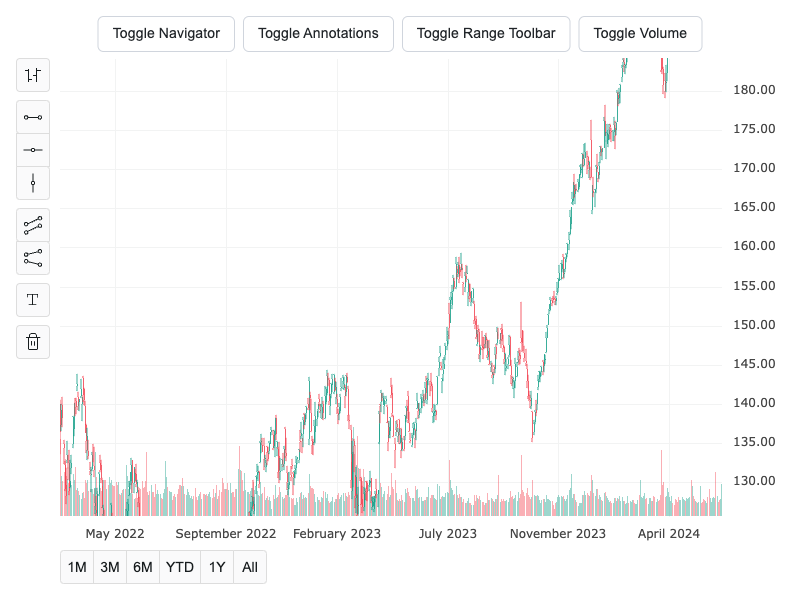 Toggle Navigator Toggle Annotations Toggle Range Toolbar Toggle Volume
180.00
175.00
170.00
165.00
160.00
155.00
T
150.00
145.00
140.00
135.00
130.00
May 2022 September 2022 February 2023 July 2023 November 2023 April 2024
1M 3M 6M YTD 1Y All